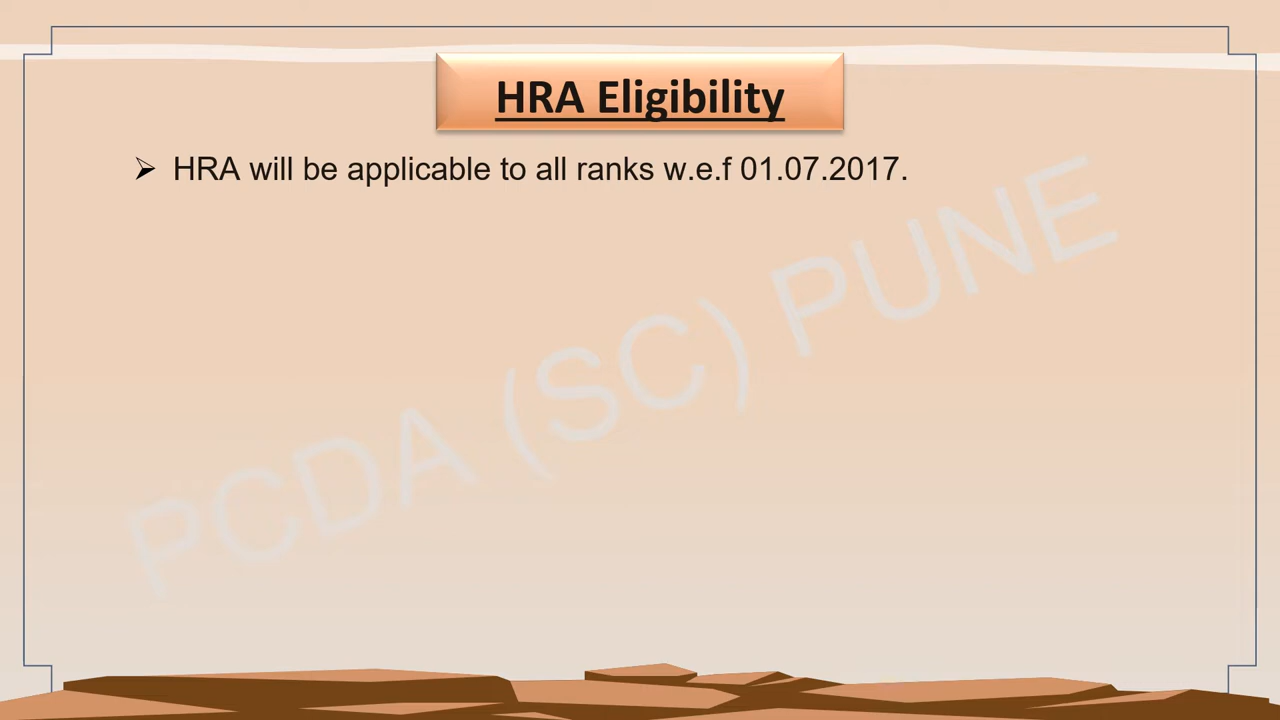 HRA Eligibility
➢ HRA will be applicable to all ranks w.e.f 01.07.2017.
PCDA (SC) PUNE